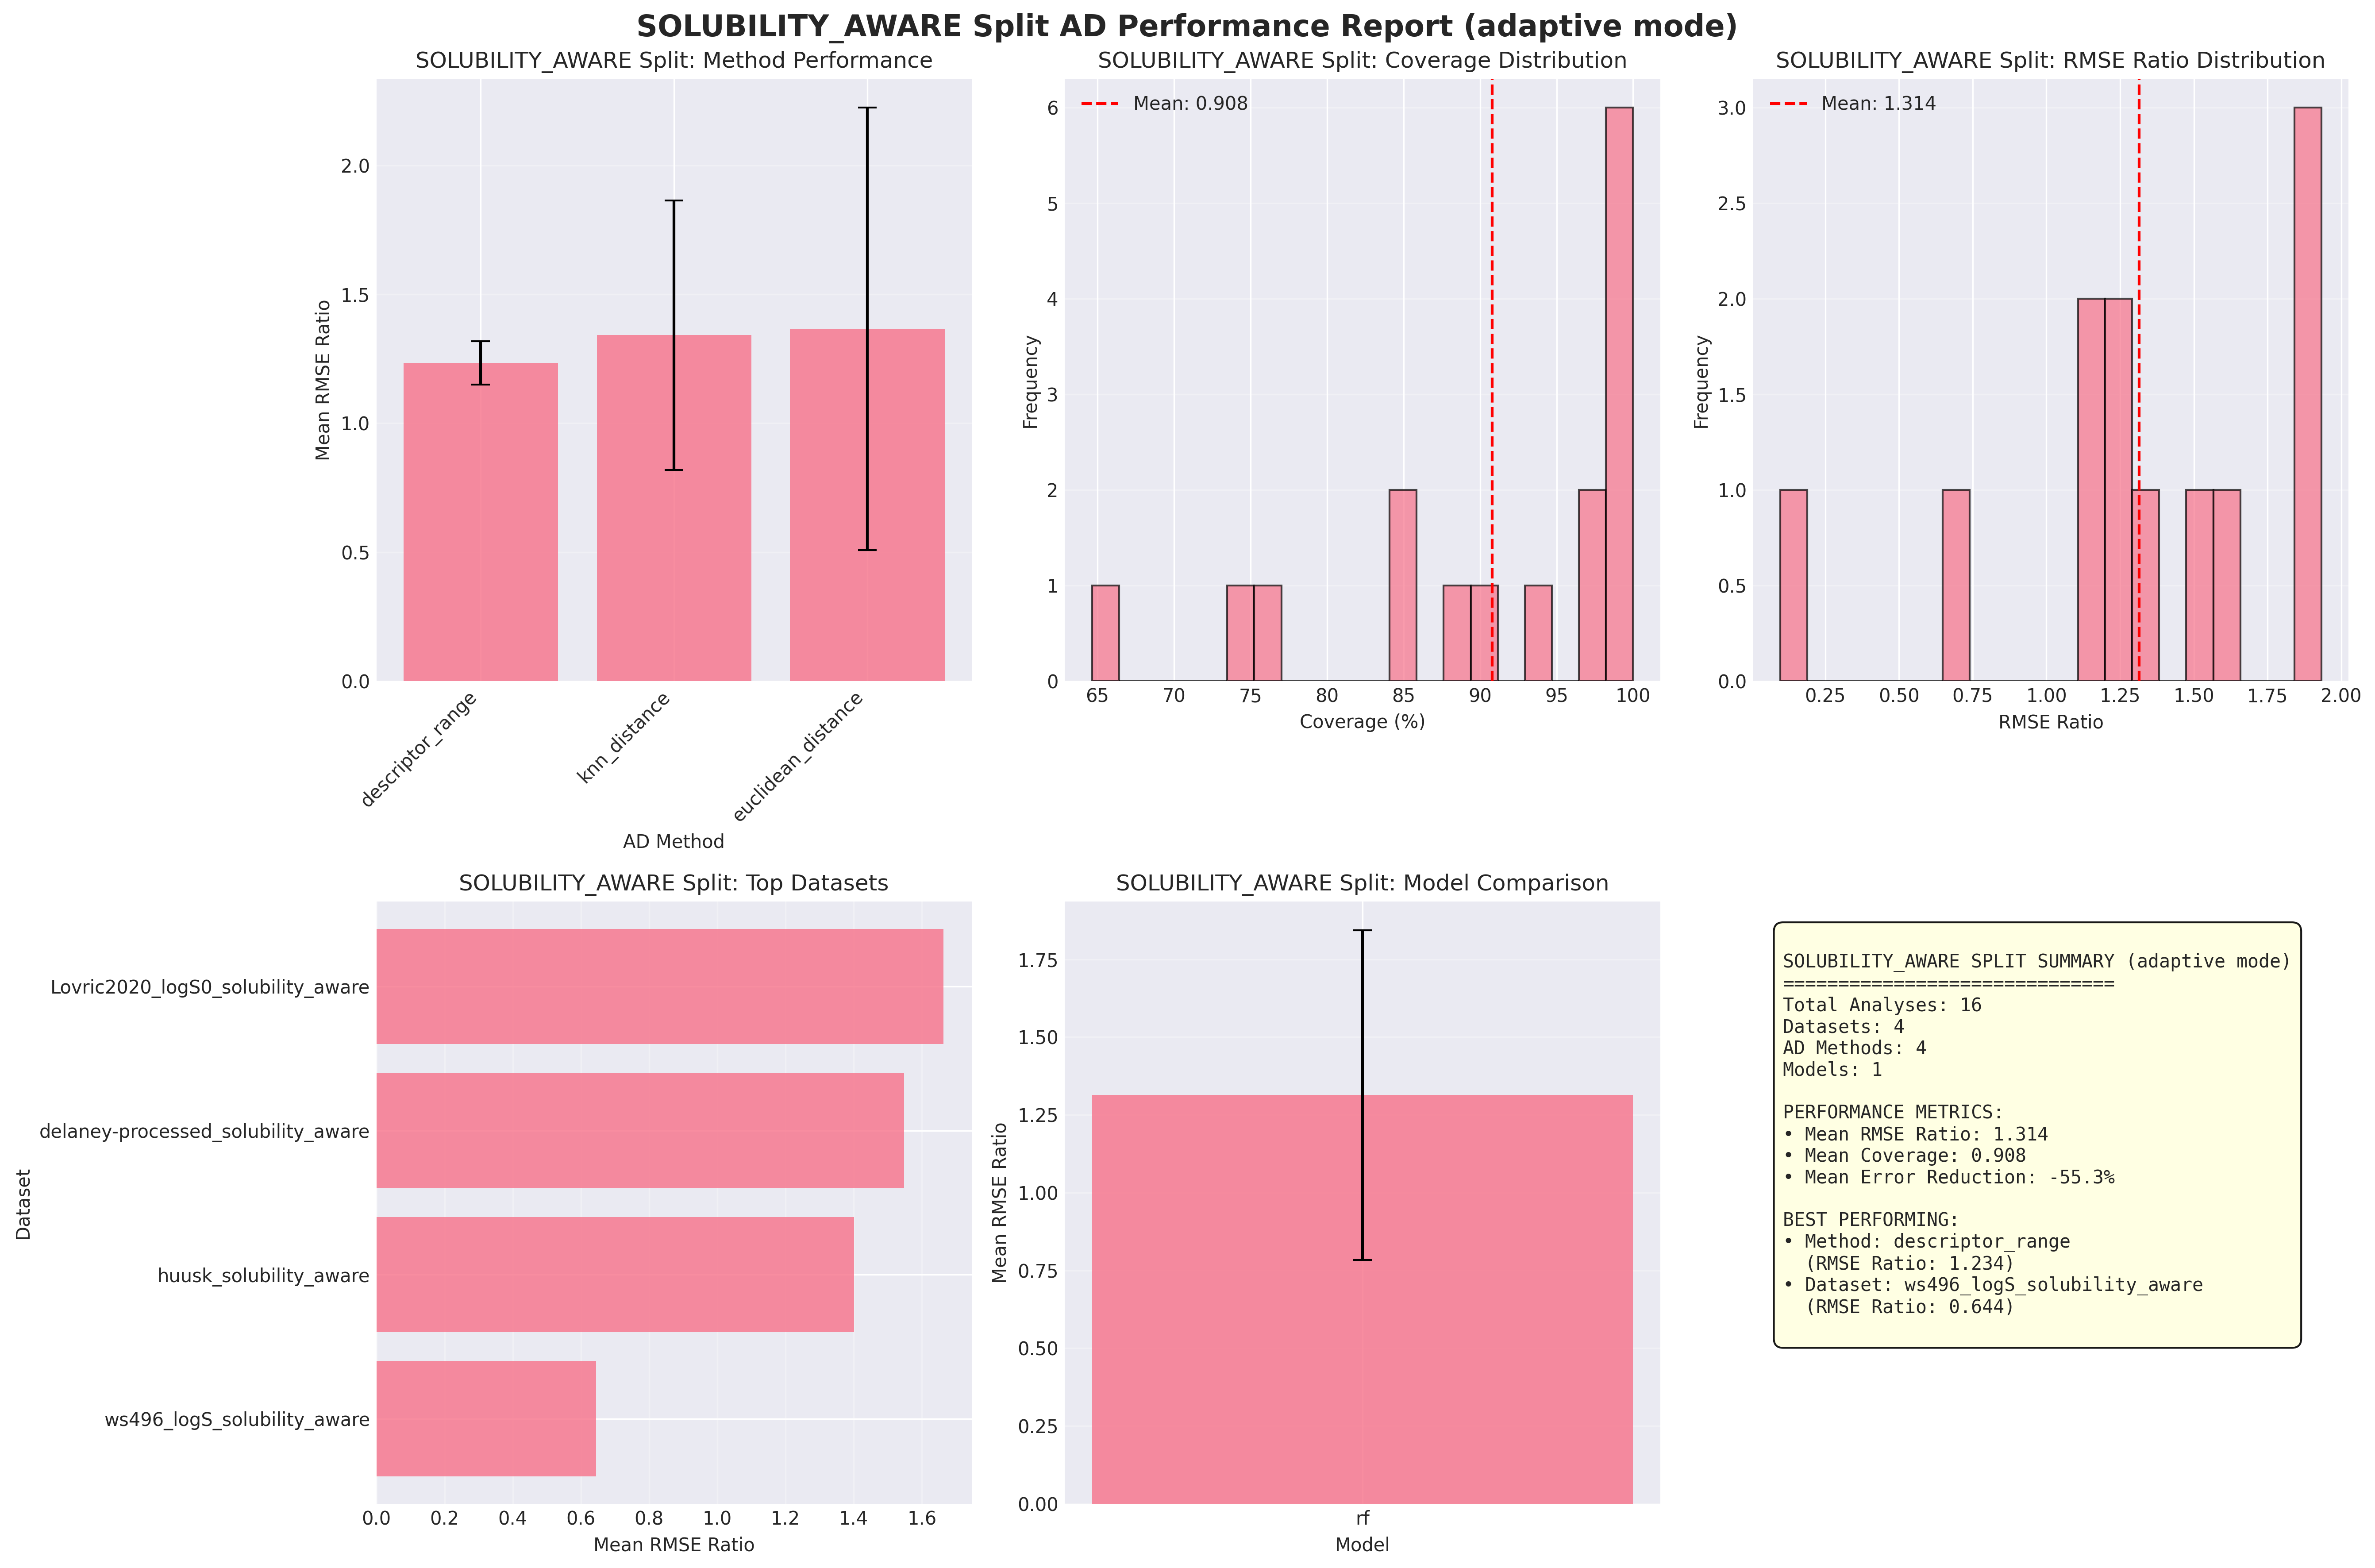 SOLUBILITY_AWARE Split AD Performance Report (adaptive mode)
SOLUBILITY_AWARE Split: Method Performance
Mean RMSE Ratio
2.0
1.5
1.0
0.5
0.0
descriptor_range
knn_distance
euclidean_distance
AD Method
SOLUBILITY_AWARE Split: Coverage Distribution
Mean: 0.908
Frequency
6
5
4
3
2
1
0
65 70 75 80 85 90 95 100
Coverage (%)
SOLUBILITY_AWARE Split: RMSE Ratio Distribution
Mean: 1.314
Frequency
3.0
2.5
2.0
1.5
1.0
0.5
0.0
0.25 0.50 0.75 1.00 1.25 1.50 1.75 2.00
RMSE Ratio
SOLUBILITY_AWARE Split: Top Datasets
Dataset
Lovric2020_logS0_solubility_aware
delaney-processed_solubility_aware
huusk_solubility_aware
ws496_logS_solubility_aware
0.0 0.2 0.4 0.6 0.8 1.0 1.2 1.4 1.6
Mean RMSE Ratio
SOLUBILITY_AWARE Split: Model Comparison
Mean RMSE Ratio
1.75
1.50
1.25
1.00
0.75
0.50
0.25
0.00
rf
Model
SOLUBILITY_AWARE SPLIT SUMMARY (adaptive mode)
==============================
Total Analyses: 16
Datasets: 4
AD Methods: 4
Models: 1
PERFORMANCE METRICS:
• Mean RMSE Ratio: 1.314
• Mean Coverage: 0.908
• Mean Error Reduction: -55.3%
BEST PERFORMING:
• Method: descriptor_range
(RMSE Ratio: 1.234)
• Dataset: ws496_logS_solubility_aware
(RMSE Ratio: 0.644)